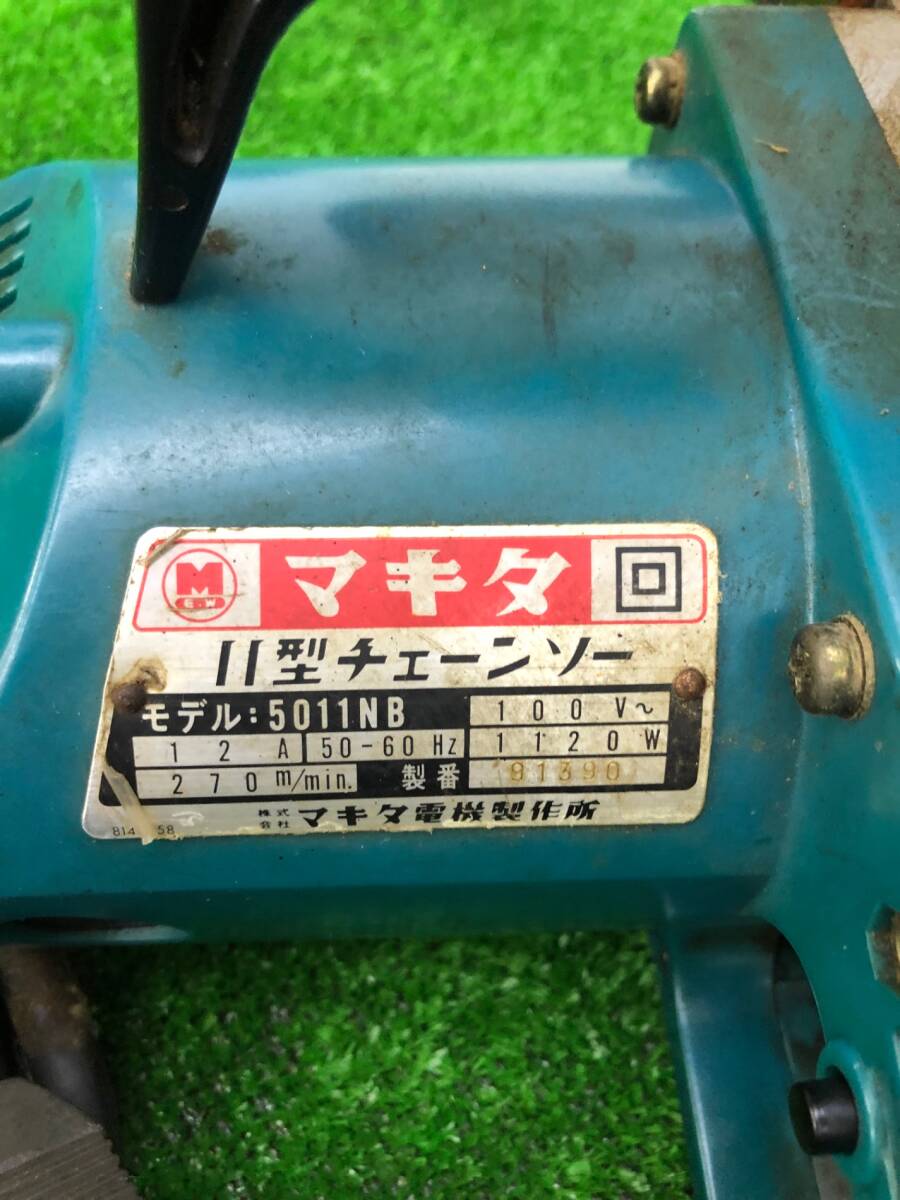 M
E.W
マキタ
11型チェーンソー
モデル:5011NB
100V~
12A
50-60Hz
1120W
270m/min.
製番
91390
株式会社 マキタ電機製作所
814 58